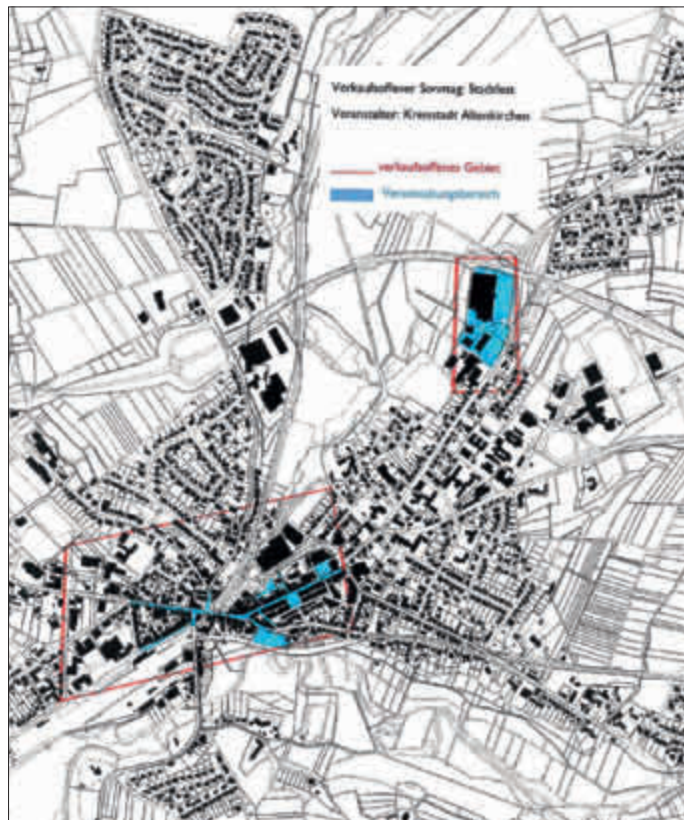 Verkaufsoffener Sonntag: Stadtfest
Veranstalter: Kreisstadt Altenkirchen
verkaufsoffenes Gebiet
Veranstaltungsbereich